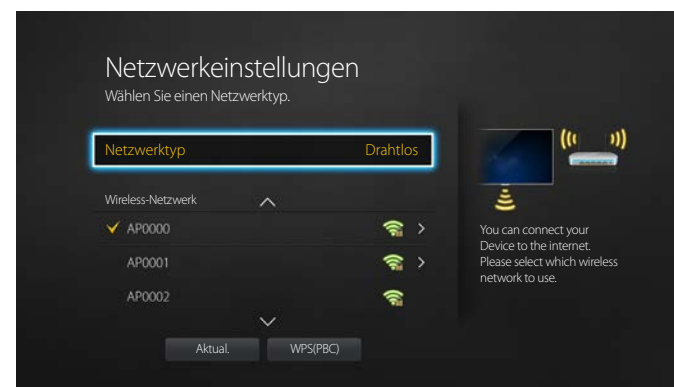 Netzwerkeinstellungen
Wählen Sie einen Netzwerktyp.
Netzwerktyp Drahtlos
Wireless-Netzwerk
AP0000
AP0001
AP0002
Aktual. WPS(PBC)
You can connect your
Device to the internet.
Please select which wireless
network to use.